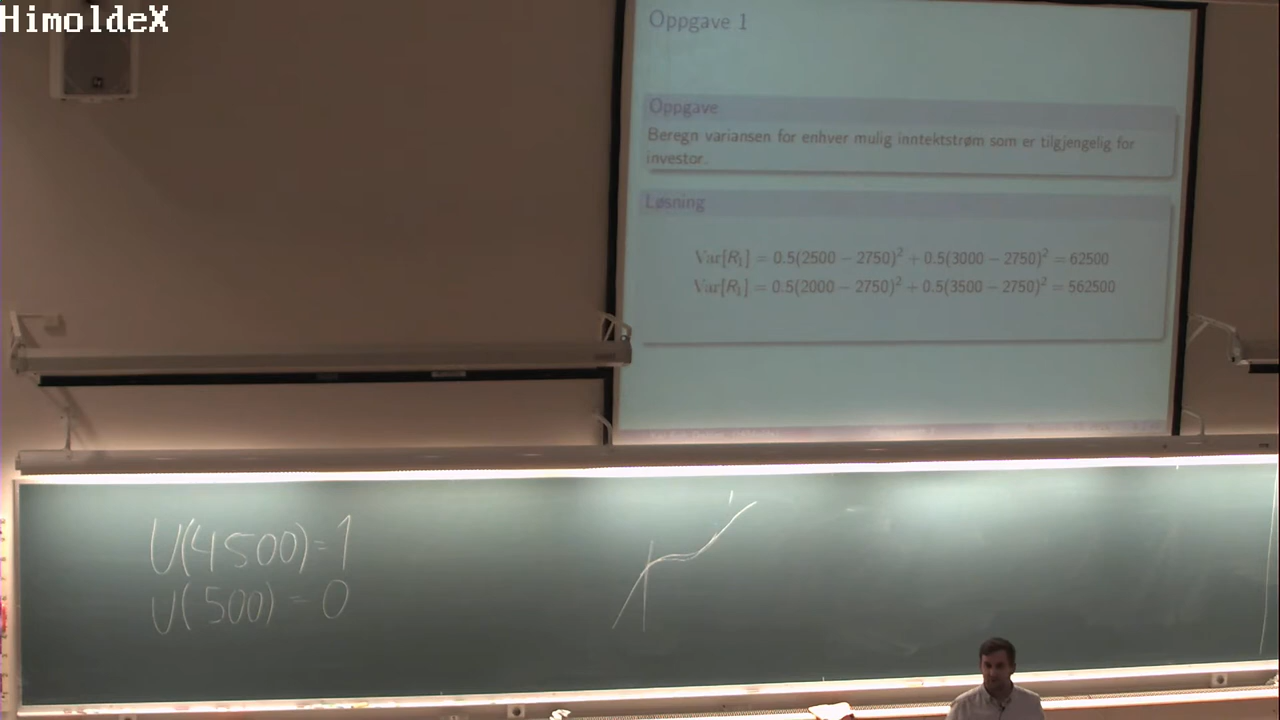 HimoldeX
Oppgave 1
Oppgave
Beregn variansen for enhver mulig inntektstrøm som er tilgjengelig for
investor.
Løsning
Var[R₁] = 0.5(2500 − 2750)² + 0.5(3000 − 2750)² = 62500
Var[R₁] = 0.5(2000 − 2750)² + 0.5(3500 − 2750)² = 562500
U(4500) = 1
U(500) = 0